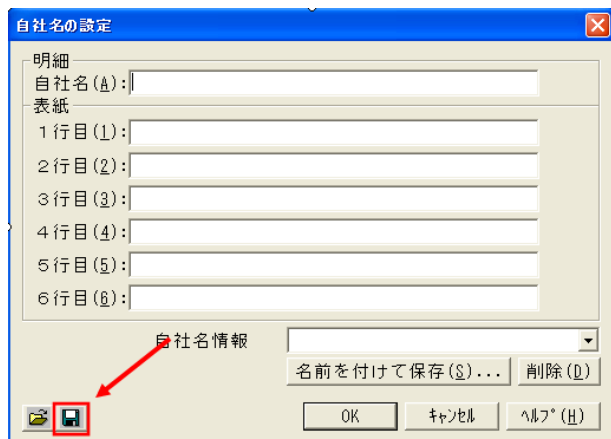 自社名の設定
明細
自社名(A):
表紙
1行目(1):
2行目(2):
3行目(3):
4行目(4):
5行目(5):
6行目(6):
自社名情報
名前を付けて保存(S)... 削除(D)
OK ｷｬﾝｾﾙ ﾍﾙﾌﾟ(H)